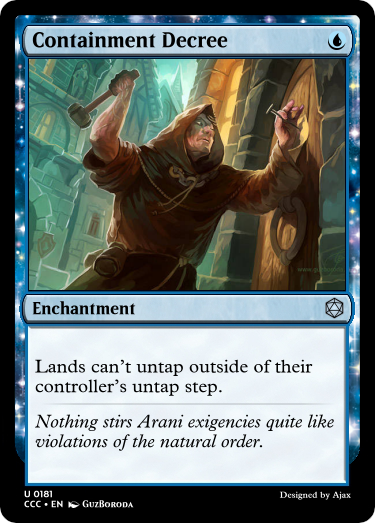 Containment Decree
Enchantment
Lands can't untap outside of their
controller's untap step.
Nothing stirs Arani exigencies quite like
violations of the natural order.
U 0181
CCC • EN GuzBoroda
Designed by Ajax